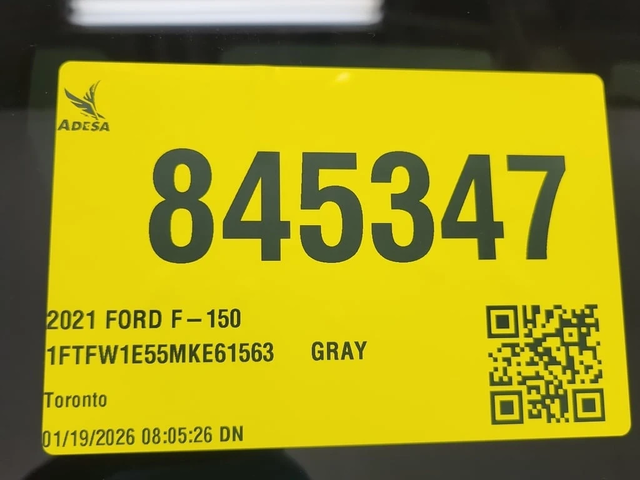 ADESA
845347
2021 FORD F-150
1FTFW1E55MKE61563 GRAY
Toronto
01/19/2026 08:05:26 DN